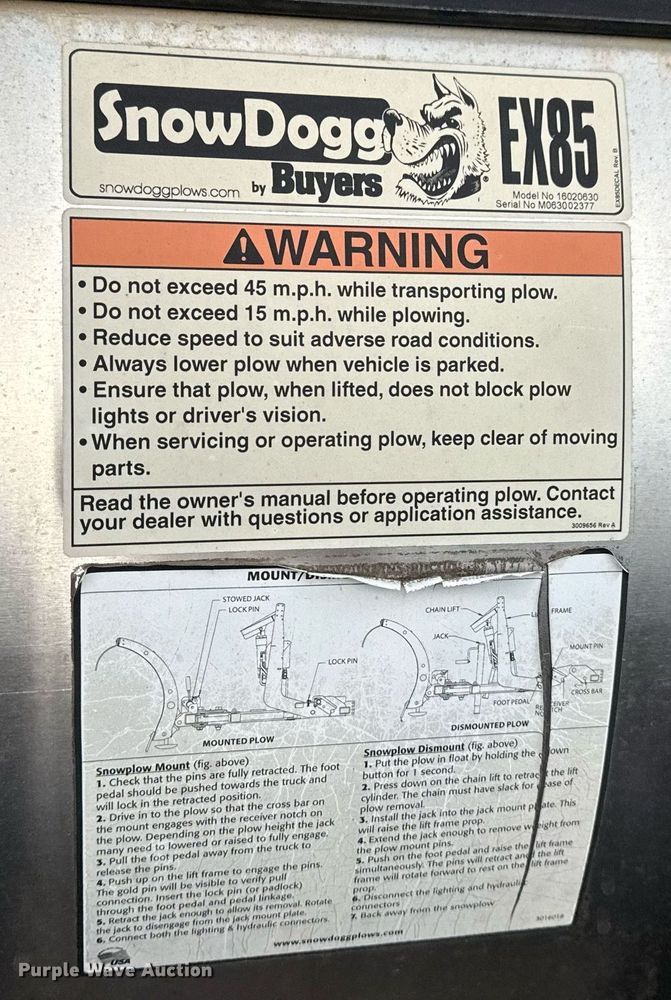 SnowDogg
EX85
snowdoggplows.com by Buyers
Model No 16020630
Serial No M063002377
EX85DECAL Rev. B
WARNING
• Do not exceed 45 m.p.h. while transporting plow.
• Do not exceed 15 m.p.h. while plowing.
• Reduce speed to suit adverse road conditions.
• Always lower plow when vehicle is parked.
• Ensure that plow, when lifted, does not block plow
lights or driver's vision.
• When servicing or operating plow, keep clear of moving
parts.
Read the owner's manual before operating plow. Contact
your dealer with questions or application assistance.
3009656 Rev A
MOUNT/
STOWED JACK
LOCK PIN
LOCK PIN
MOUNTED PLOW
CHAIN LIFT
FRAME
JACK
MOUNT PIN
CROSS BAR
FOOT PEDAL
DISMOUNTED PLOW
Snowplow Mount (fig. above)
1. Check that the pins are fully retracted. The foot
pedal should be pushed towards the truck and
will lock in the retracted position.
2. Drive in to the plow so that the cross bar on
the mount engages with the receiver notch on
the plow. Depending on plow height the jack
many need to lowered or raised to fully engage.
3. Pull the foot pedal away from the truck to
release the pins.
4. Push up on the lift frame to engage the pins.
The gold pin will be visible to verify pull
connection. Insert the lock pin (or padlock)
through the foot pedal and pedal linkage.
5. Retract the jack enough to allow its removal. Rotate
the jack to disengage from the jack mount plate.
6. Connect both the lighting & hydraulic connectors.
Snowplow Dismount (fig. above)
1. Put the plow in float by holding the down
button for 1 second.
2. Press down on the chain lift to retract the lift
cylinder. The chain must have slack for ease of
plow removal.
3. Install the jack into the jack mount plate. This
will raise the lift frame prop.
4. Extend the jack enough to remove weight from
the plow mount pins.
5. Push on the foot pedal and raise the lift frame
simultaneously. The pins will retract and the lift
frame will rotate forward to rest on the lift frame
prop.
6. Disconnect the lighting and hydraulic
connectors
7. Back away from the snowplow
3016018
www.snowdoggplows.com
USA
Purple Wave Auction